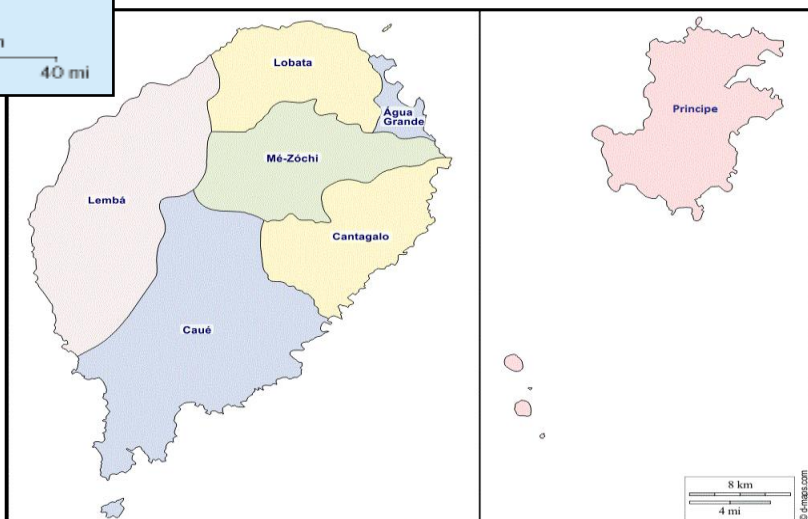 40 mi
Lobata
Água
Grande
Mé-Zóchi
Lembá
Cantagalo
Caué
Principe
8 km
4 mi
© d-maps.com